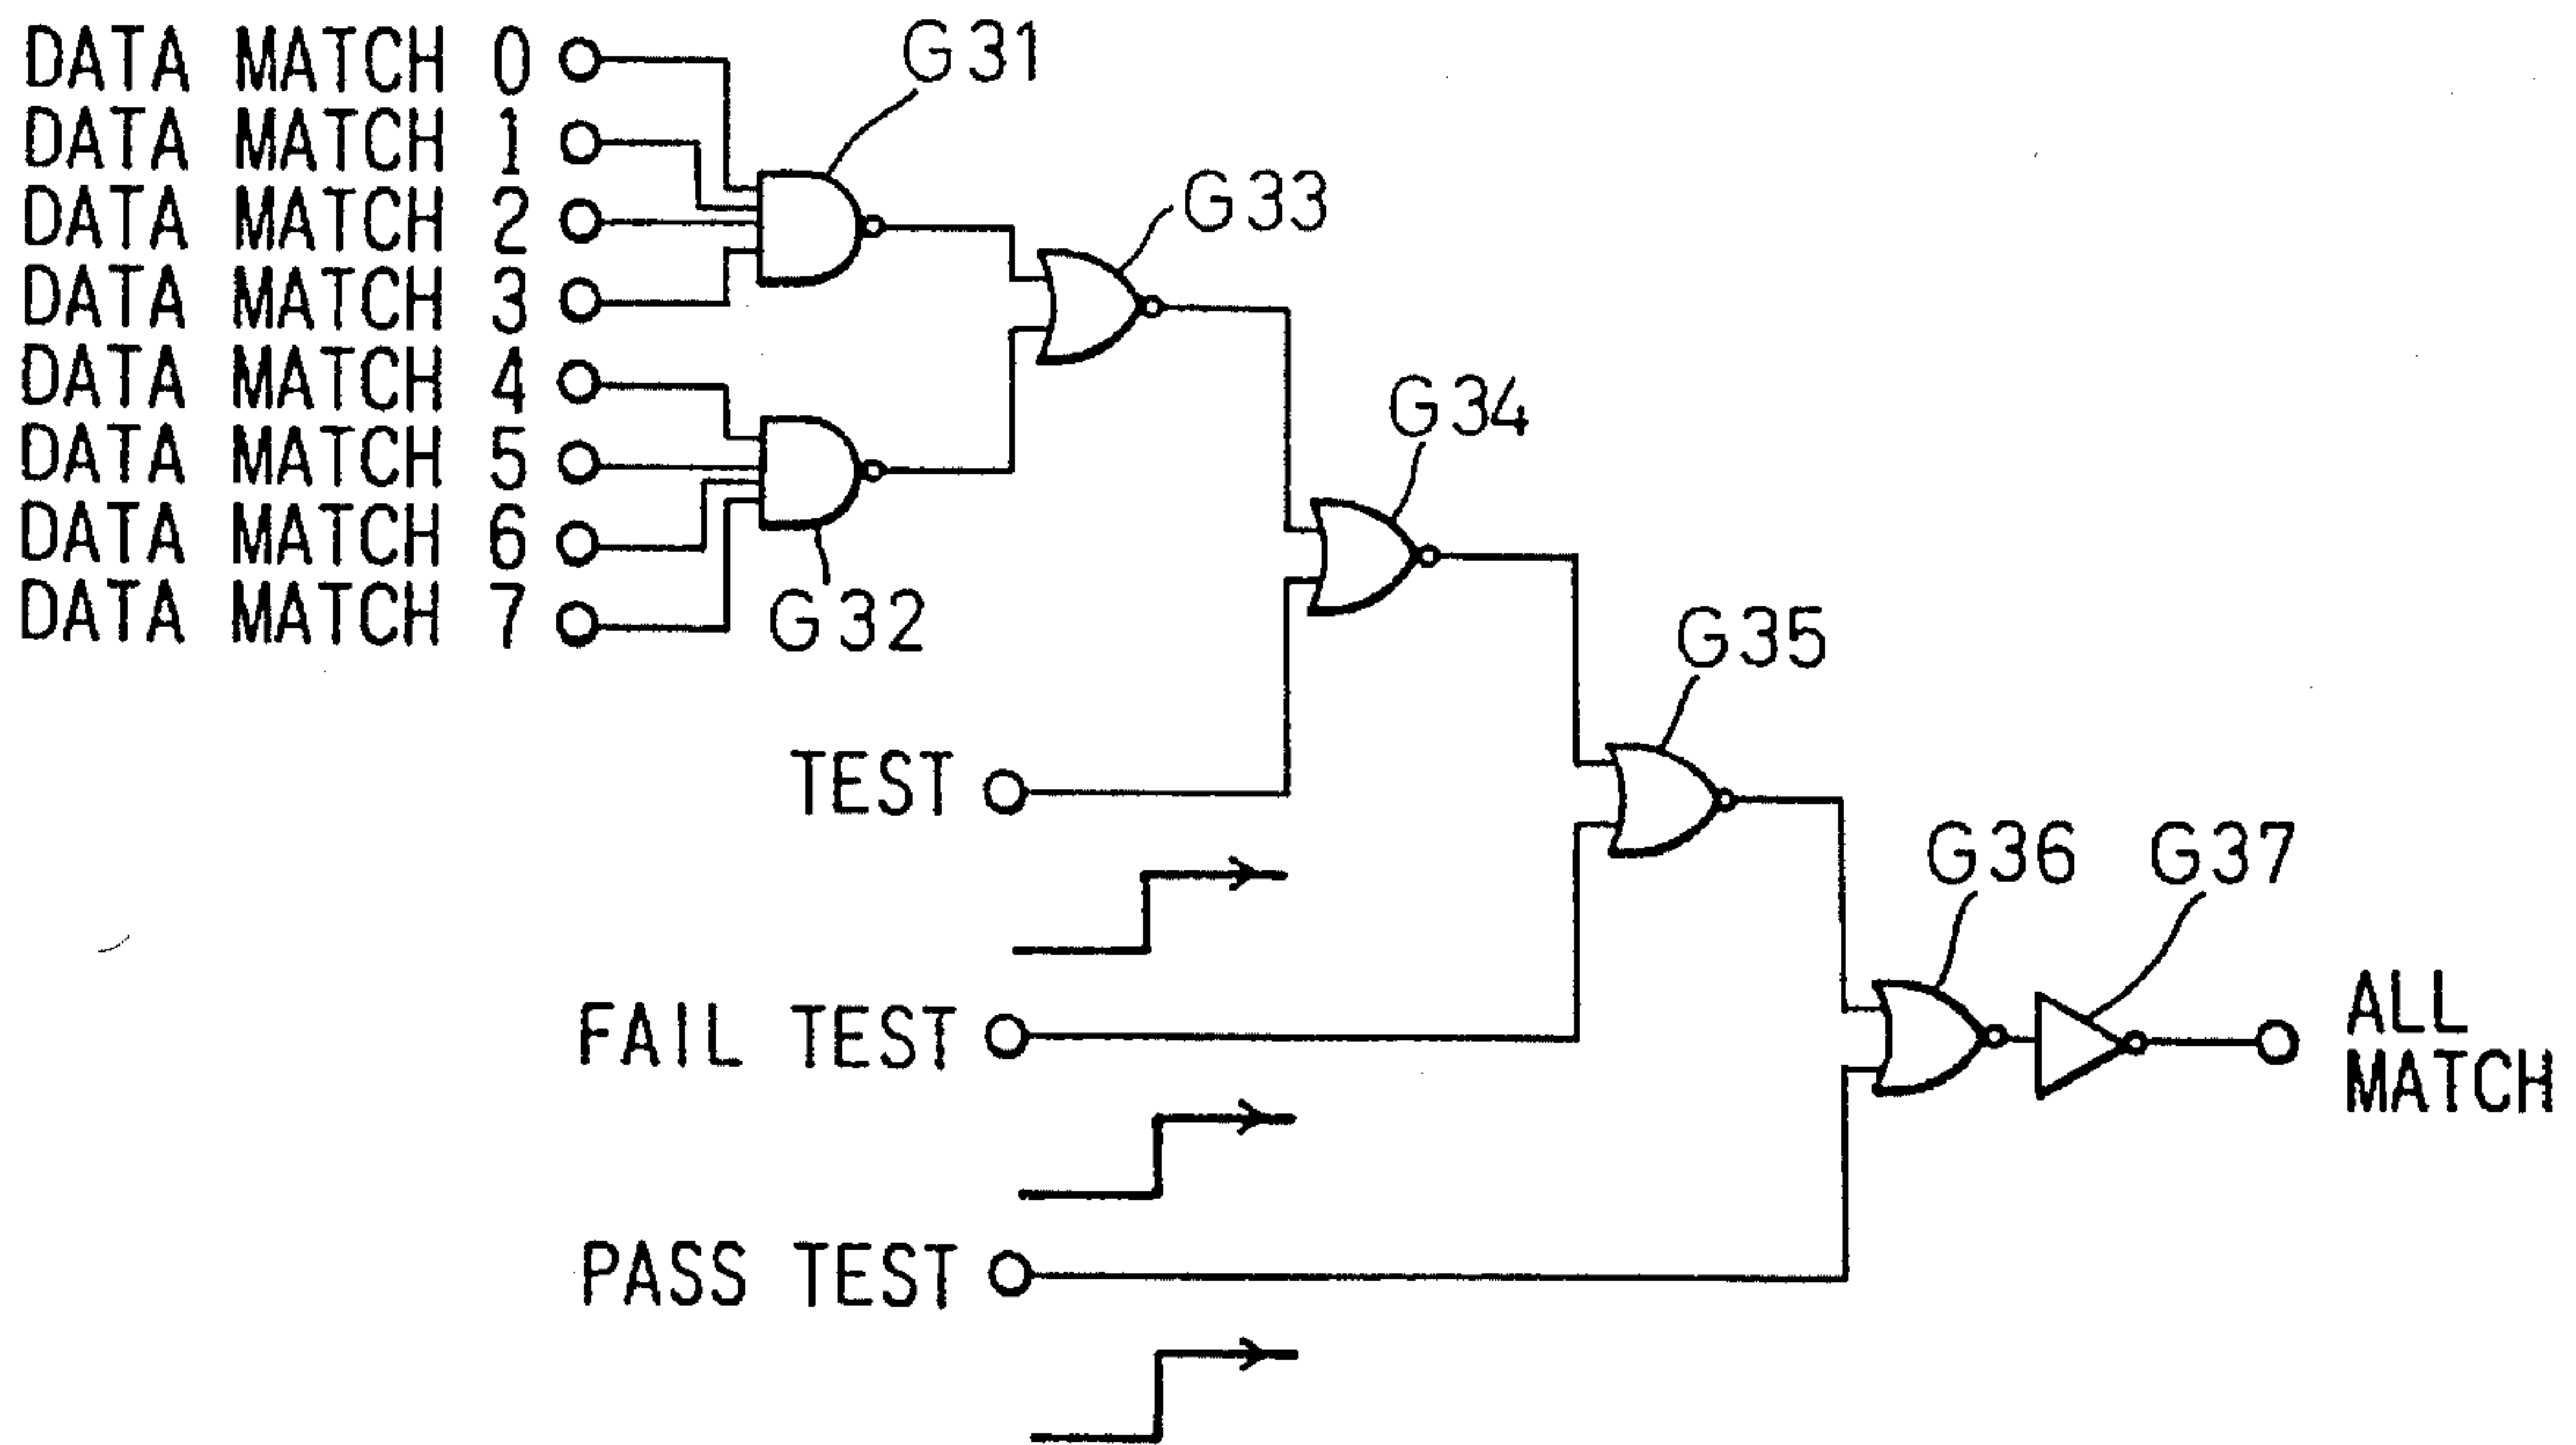 DATA MATCH 0
DATA MATCH 1
DATA MATCH 2
DATA MATCH 3
DATA MATCH 4
DATA MATCH 5
DATA MATCH 6
DATA MATCH 7
G31
G32
G33
G34
G35
G36
G37
TEST
FAIL TEST
PASS TEST
ALL
MATCH